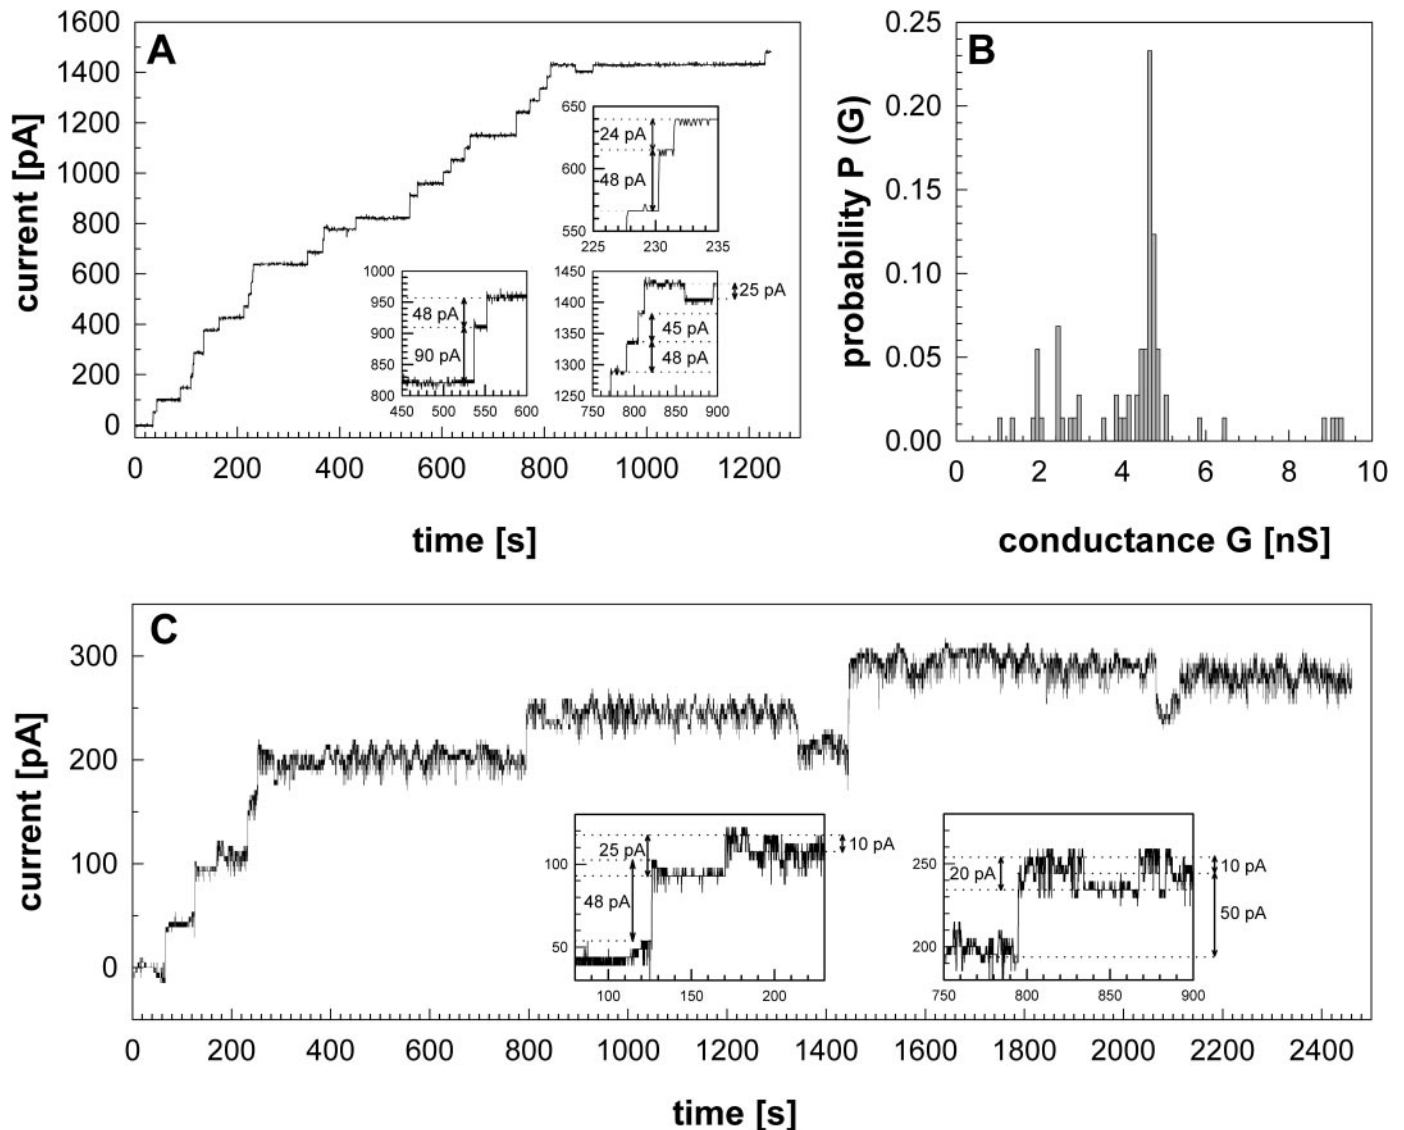 A
current [pA]
1600
1400
1200
1000
800
600
400
200
0
0 200 400 600 800 1000 1200
time [s]
650
600
550
24 pA
48 pA
225 230 235
1000
950
900
850
800
48 pA
90 pA
450 500 550 600
1450
1400
1350
1300
1250
25 pA
45 pA
48 pA
750 800 850 900
B
probability P (G)
0.25
0.20
0.15
0.10
0.05
0.00
0 2 4 6 8 10
conductance G [nS]
C
current [pA]
300
200
100
0
0 200 400 600 800 1000 1200 1400 1600 1800 2000 2200 2400
time [s]
100
50
25 pA
10 pA
48 pA
100 150 200
250
200
20 pA
10 pA
50 pA
750 800 850 900